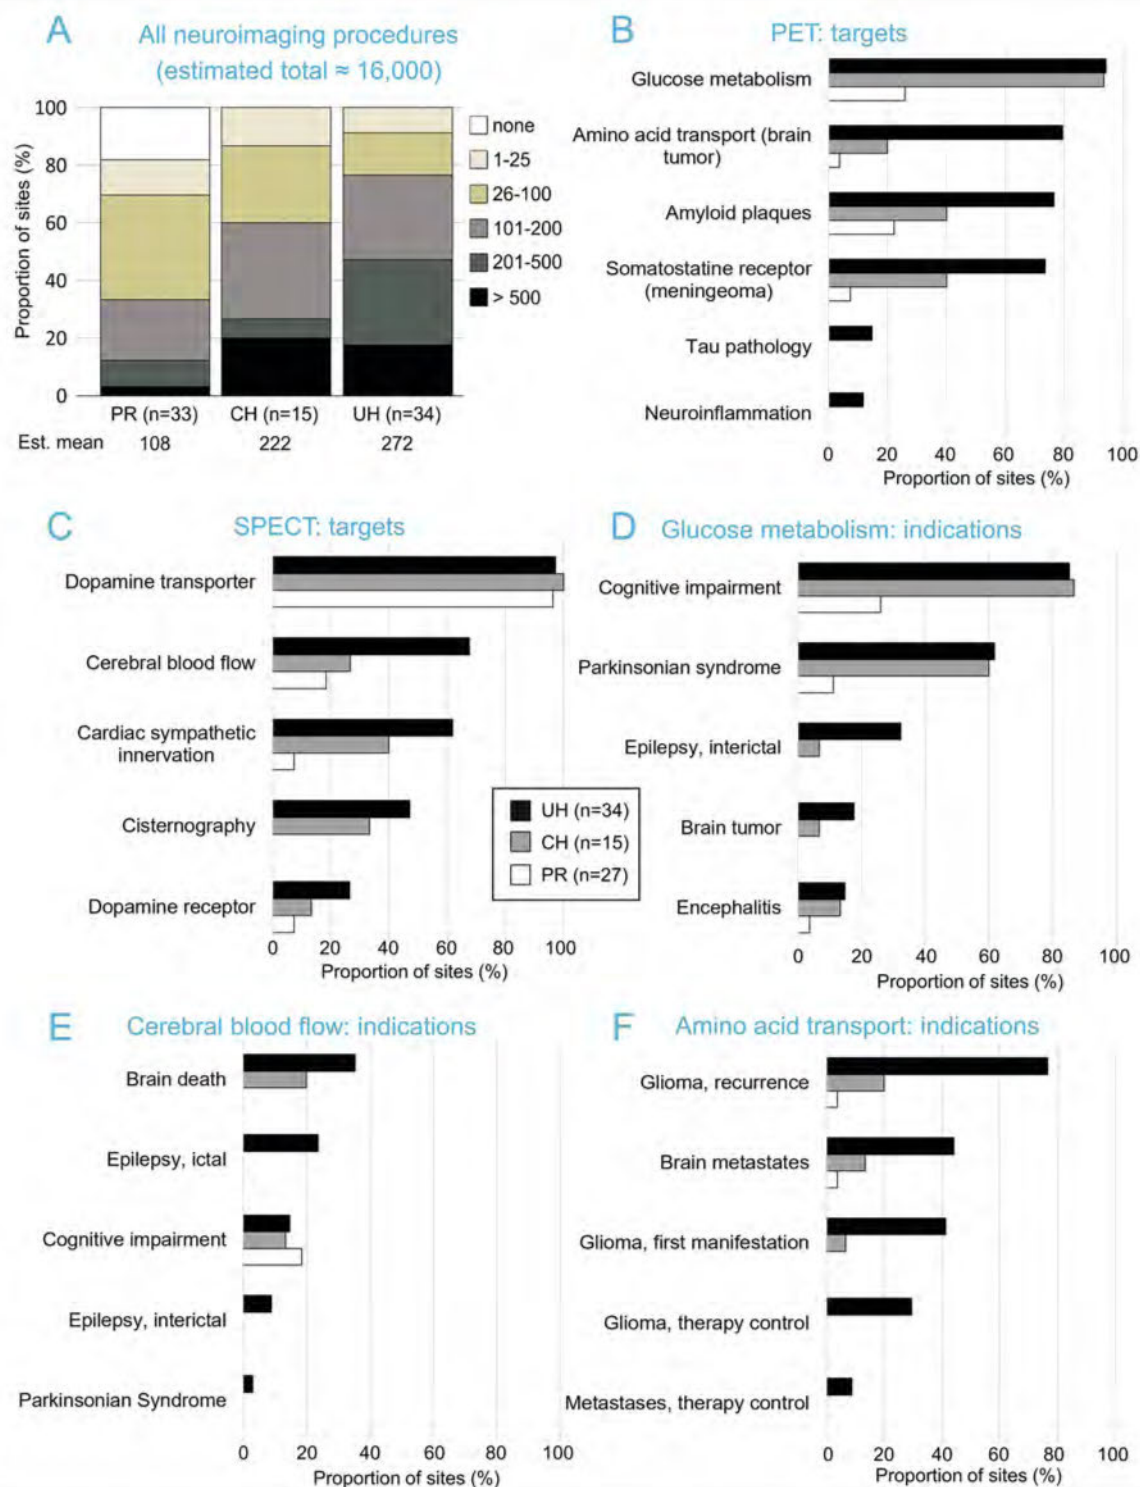 A
All neuroimaging procedures
(estimated total ≈ 16,000)
Proportion of sites (%)
100
80
60
40
20
0
none
1-25
26-100
101-200
201-500
> 500
PR (n=33) CH (n=15) UH (n=34)
Est. mean 108 222 272
B
PET: targets
Glucose metabolism
Amino acid transport (brain
tumor)
Amyloid plaques
Somatostatine receptor
(meningeoma)
Tau pathology
Neuroinflammation
0 20 40 60 80 100
Proportion of sites (%)
C
SPECT: targets
Dopamine transporter
Cerebral blood flow
Cardiac sympathetic
innervation
Cisternography
Dopamine receptor
0 20 40 60 80 100
Proportion of sites (%)
UH (n=34)
CH (n=15)
PR (n=27)
D
Glucose metabolism: indications
Cognitive impairment
Parkinsonian syndrome
Epilepsy, interictal
Brain tumor
Encephalitis
0 20 40 60 80 100
Proportion of sites (%)
E
Cerebral blood flow: indications
Brain death
Epilepsy, ictal
Cognitive impairment
Epilepsy, interictal
Parkinsonian Syndrome
0 20 40 60 80 100
Proportion of sites (%)
F
Amino acid transport: indications
Glioma, recurrence
Brain metastates
Glioma, first manifestation
Glioma, therapy control
Metastases, therapy control
0 20 40 60 80 100
Proportion of sites (%)